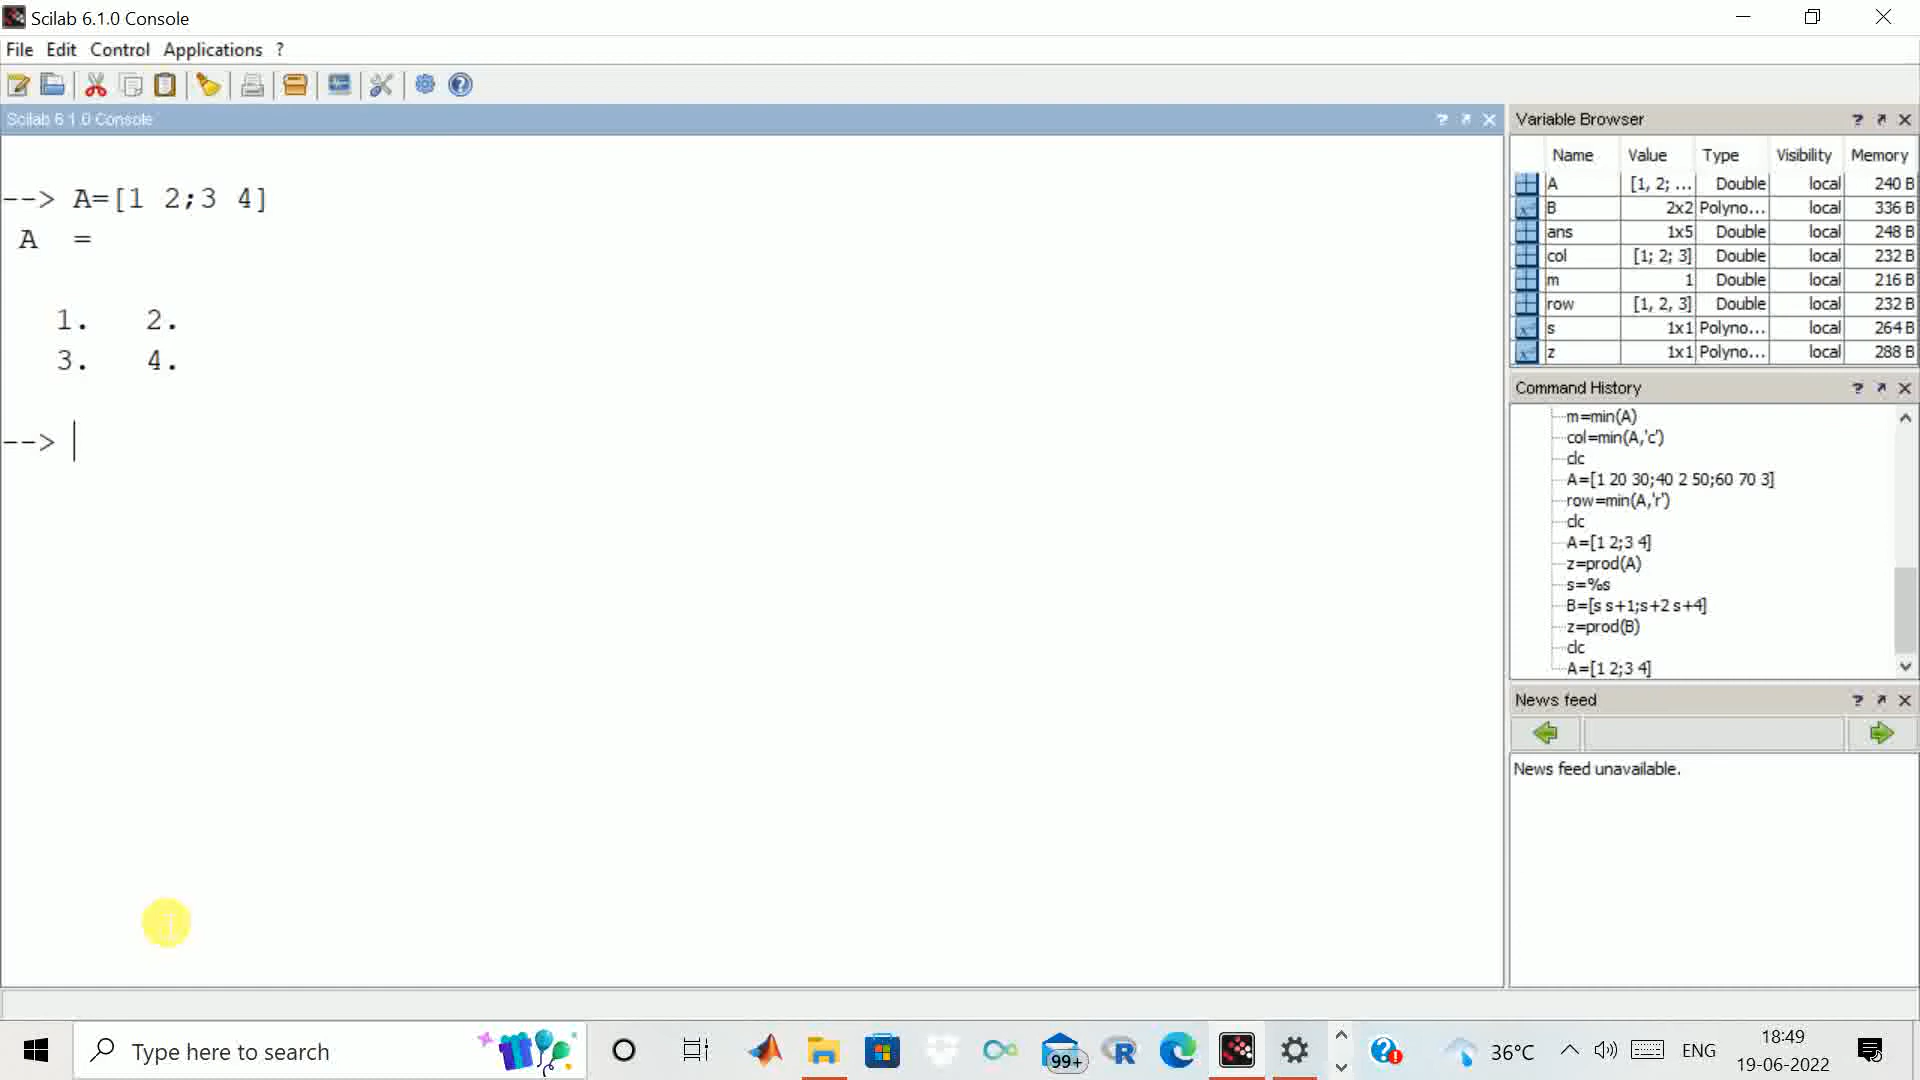 Scilab 6.1.0 Console
File Edit Control Applications ?
Scilab 6.1.0 Console
--> A=[1 2;3 4]
A =
1. 2.
3. 4.
-->
Variable Browser
Name Value Type Visibility Memory
A [1, 2; ... Double local 240 B
B 2x2 Polyno... local 336 B
ans 1x5 Double local 248 B
col [1; 2; 3] Double local 232 B
m 1 Double local 216 B
row [1, 2, 3] Double local 232 B
s 1x1 Polyno... local 264 B
z 1x1 Polyno... local 288 B
Command History
m=min(A)
col=min(A,'c')
clc
A=[1 20 30;40 2 50;60 70 3]
row=min(A,'r')
clc
A=[1 2;3 4]
z=prod(A)
s=%s
B=[s s+1;s+2 s+4]
z=prod(B)
clc
A=[1 2;3 4]
News feed
News feed unavailable.
Type here to search
99+
R
36°C
ENG
18:49
19-06-2022